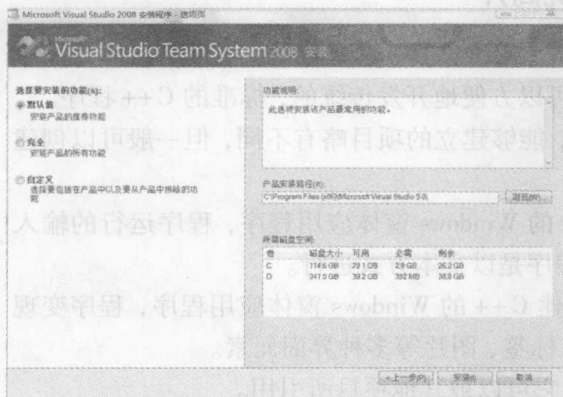 Microsoft Visual Studio 2008 安装程序 - 选项页
Microsoft
Visual Studio Team System 2008 安装
选择要安装的功能(N):
默认值
安装产品的推荐功能
完全
安装产品的所有功能
自定义
选择要包括在产品中以及要从产品中排除的功
能
功能说明:
此选项安装该产品最常用的功能。
产品安装路径(R):
C:\Program Files (x86)\Microsoft Visual Studio 9.0\
浏览(W)...
所需磁盘空间:
卷 磁盘大小 可用 必需 剩余
C 114.6 GB 29.1 GB 2.9 GB 26.2 GB
D 341.9 GB 39.2 GB 392 MB 38.8 GB
<上一步(P) 安装(I) 取消